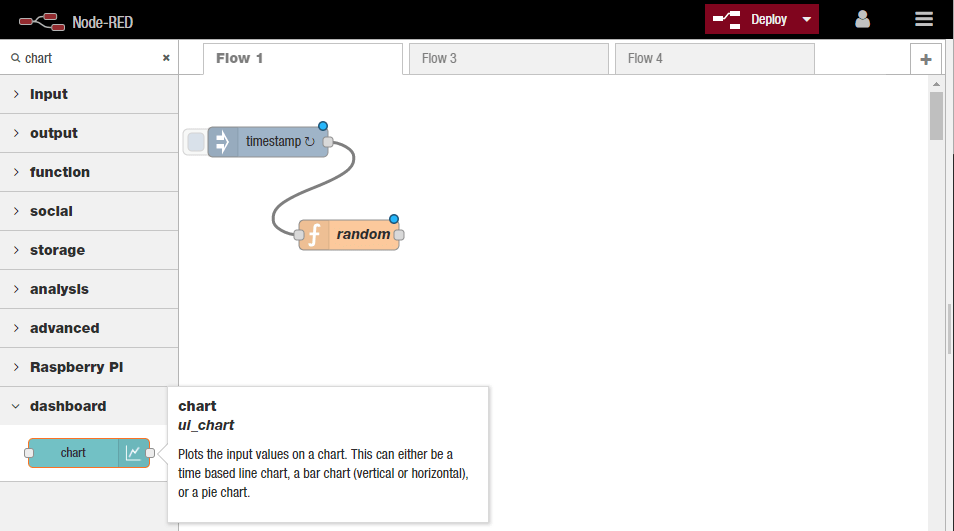 Node-RED
Deploy
chart
Flow 1
Flow 3
Flow 4
Input
output
function
social
storage
analysis
advanced
Raspberry Pi
dashboard
chart
timestamp ↻
random
chart
ui_chart
Plots the input values on a chart. This can either be a
time based line chart, a bar chart (vertical or horizontal),
or a pie chart.